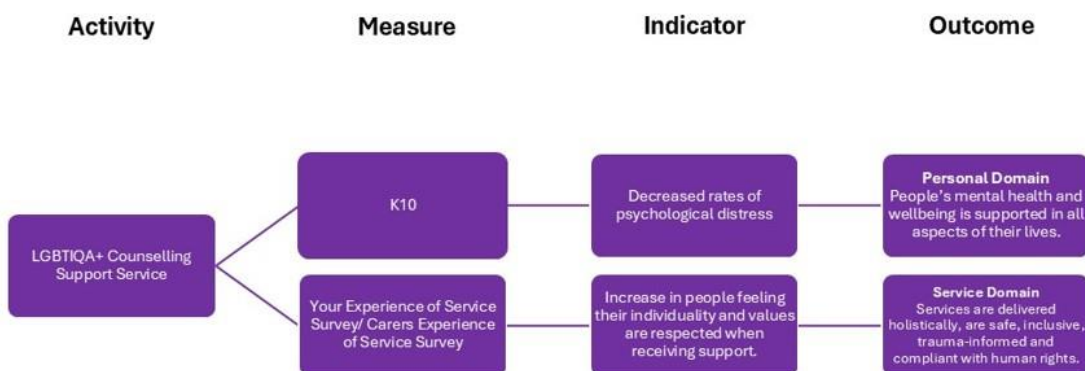 Activity
Measure
Indicator
Outcome
LGBTIQA+ Counselling
Support Service
K10
Decreased rates of
psychological distress
Personal Domain
People's mental health and
wellbeing is supported in all
aspects of their lives.
Your Experience of Service
Survey/ Carers Experience
of Service Survey
Increase in people feeling
their individuality and values
are respected when
receiving support.
Service Domain
Services are delivered
holistically, are safe, inclusive,
trauma-informed and
compliant with human rights.